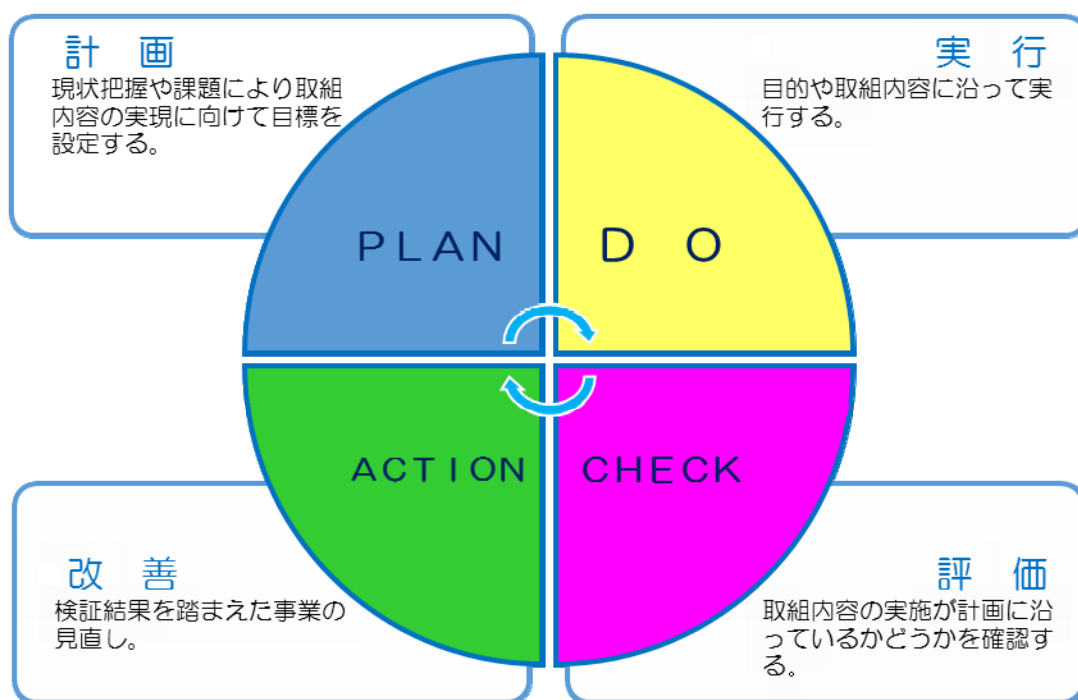 計 画
現状把握や課題により取組
内容の実現に向けて目標を
設定する。
実 行
目的や取組内容に沿って実
行する。
PLAN
D O
ACTION
CHECK
改 善
検証結果を踏まえた事業の
見直し。
評 価
取組内容の実施が計画に沿
っているかどうかを確認す
る。